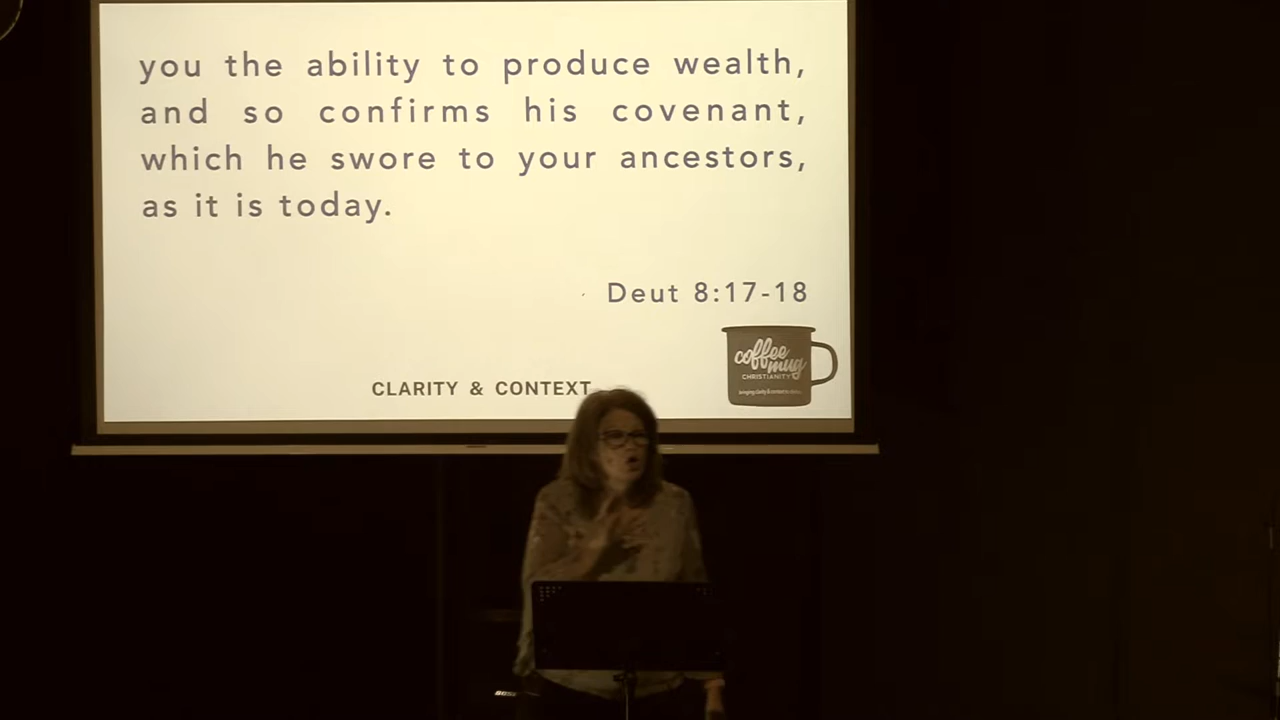 you the ability to produce wealth,
and so confirms his covenant,
which he swore to your ancestors,
as it is today.
Deut 8:17-18
coffee
mug
CHRISTIANITY
CLARITY & CONTEXT
BOSE